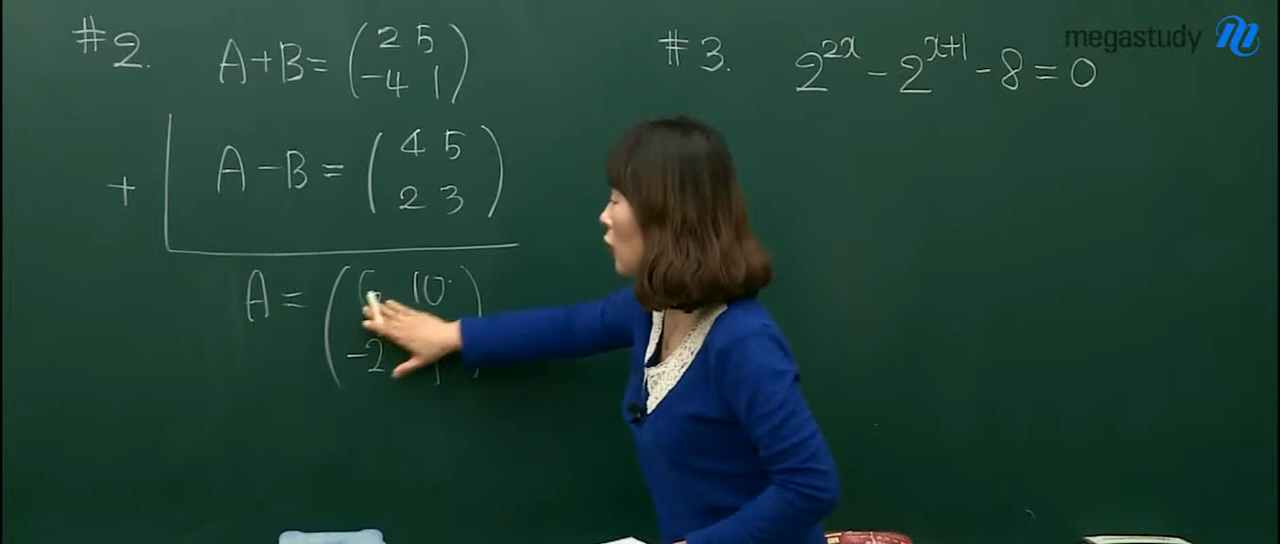 #2. A+B= (2 5
-4 1)
+ A-B= (4 5
2 3)
A= (6 10
-2
#3. 2^{2x} - 2^{x+1} - 8 = 0
megastudy